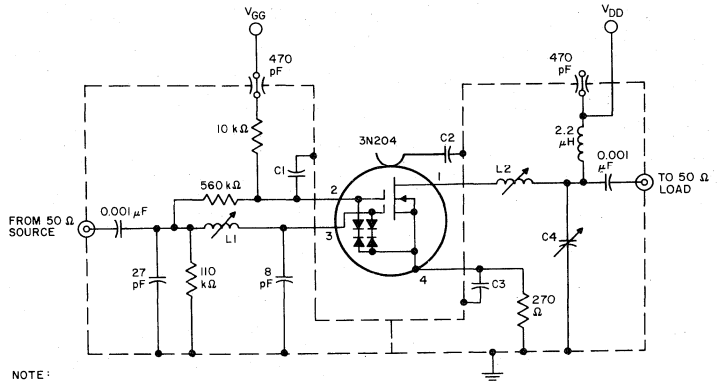 V_GG
V_DD
470
pF
470
pF
10 kΩ
3N204
C2
2.2
μH
C1
1
L2
0.001
μF
TO 50 Ω
LOAD
560 kΩ
2
FROM 50 Ω
SOURCE
0.001 μF
3
L1
C4
27
pF
110
kΩ
8
pF
4
C3
270
Ω
NOTE: